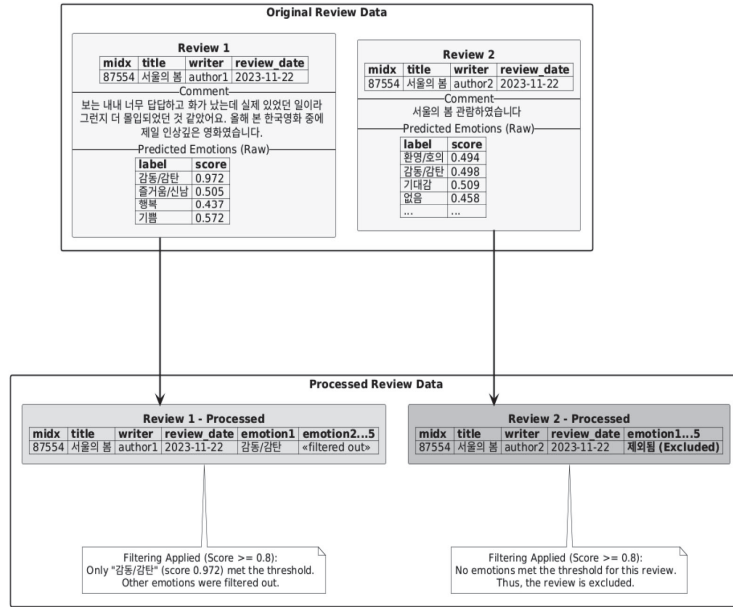 Original Review Data
Review 1
midx title writer review_date
87554 서울의 봄 author1 2023-11-22
Comment
보는 내내 너무 답답하고 화가 났는데 실제 있었던 일이라
그런지 더 몰입되었던 것 같았어요. 올해 본 한국영화 중에
제일 인상깊은 영화였습니다.
Predicted Emotions (Raw)
label score
감동/감탄 0.972
즐거움/신남 0.505
행복 0.437
기쁨 0.572
Review 2
midx title writer review_date
87554 서울의 봄 author2 2023-11-22
Comment
서울의 봄 관람하였습니다
Predicted Emotions (Raw)
label score
환영/호의 0.494
감동/감탄 0.498
기대감 0.509
없음 0.458
... ...
Processed Review Data
Review 1 - Processed
midx title writer review_date emotion1 emotion2...5
87554 서울의 봄 author1 2023-11-22 감동/감탄 «filtered out»
Review 2 - Processed
midx title writer review_date emotion1...5
87554 서울의 봄 author2 2023-11-22 제외됨 (Excluded)
Filtering Applied (Score >= 0.8):
Only "감동/감탄" (score 0.972) met the threshold.
Other emotions were filtered out.
Filtering Applied (Score >= 0.8):
No emotions met the threshold for this review.
Thus, the review is excluded.